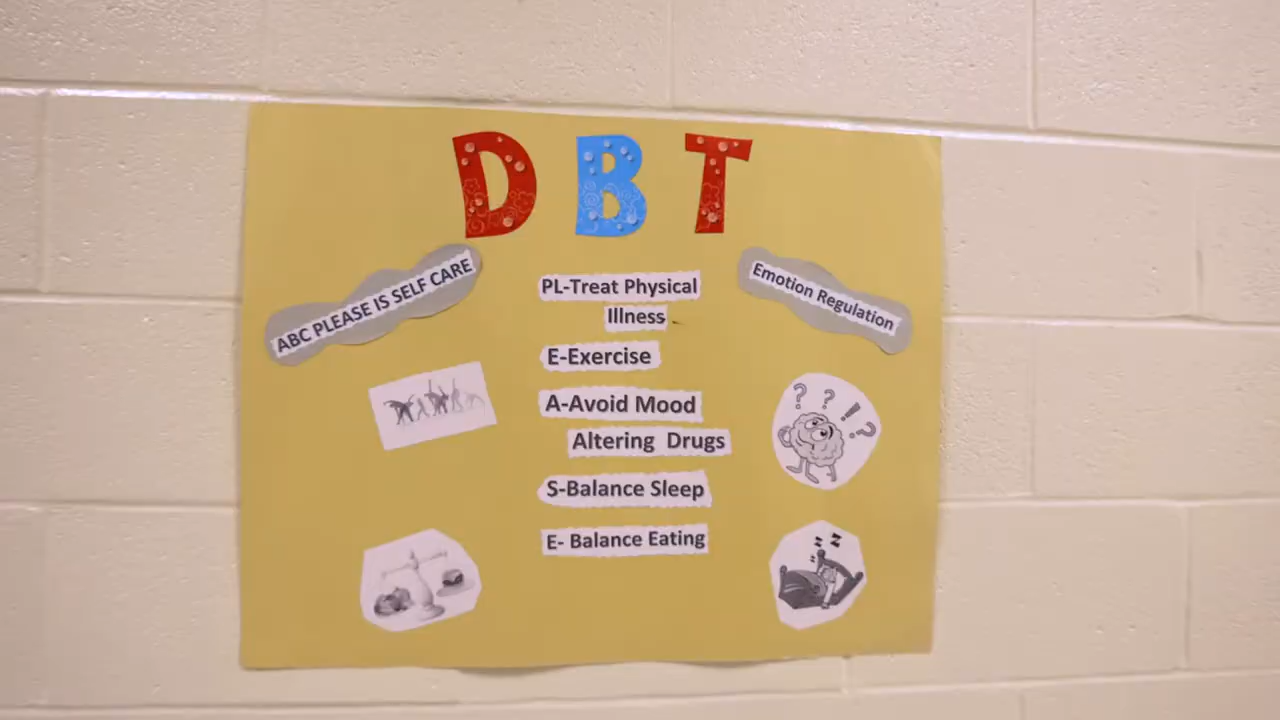 DBT
ABC PLEASE IS SELF CARE
Emotion Regulation
PL-Treat Physical
Illness
E-Exercise
A-Avoid Mood
Altering Drugs
S-Balance Sleep
E- Balance Eating
? ? ! ?
z z z